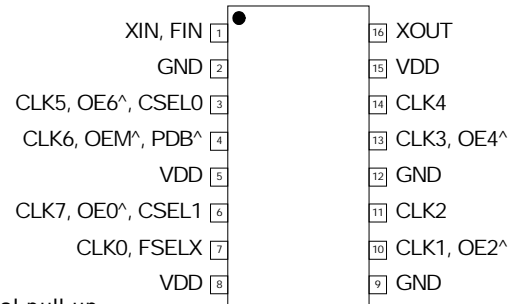 XIN, FIN 1
GND 2
CLK5, OE6^, CSEL0 3
CLK6, OEM^, PDB^ 4
VDD 5
CLK7, OE0^, CSEL1 6
CLK0, FSELX 7
VDD 8
16 XOUT
15 VDD
14 CLK4
13 CLK3, OE4^
12 GND
11 CLK2
10 CLK1, OE2^
9 GND